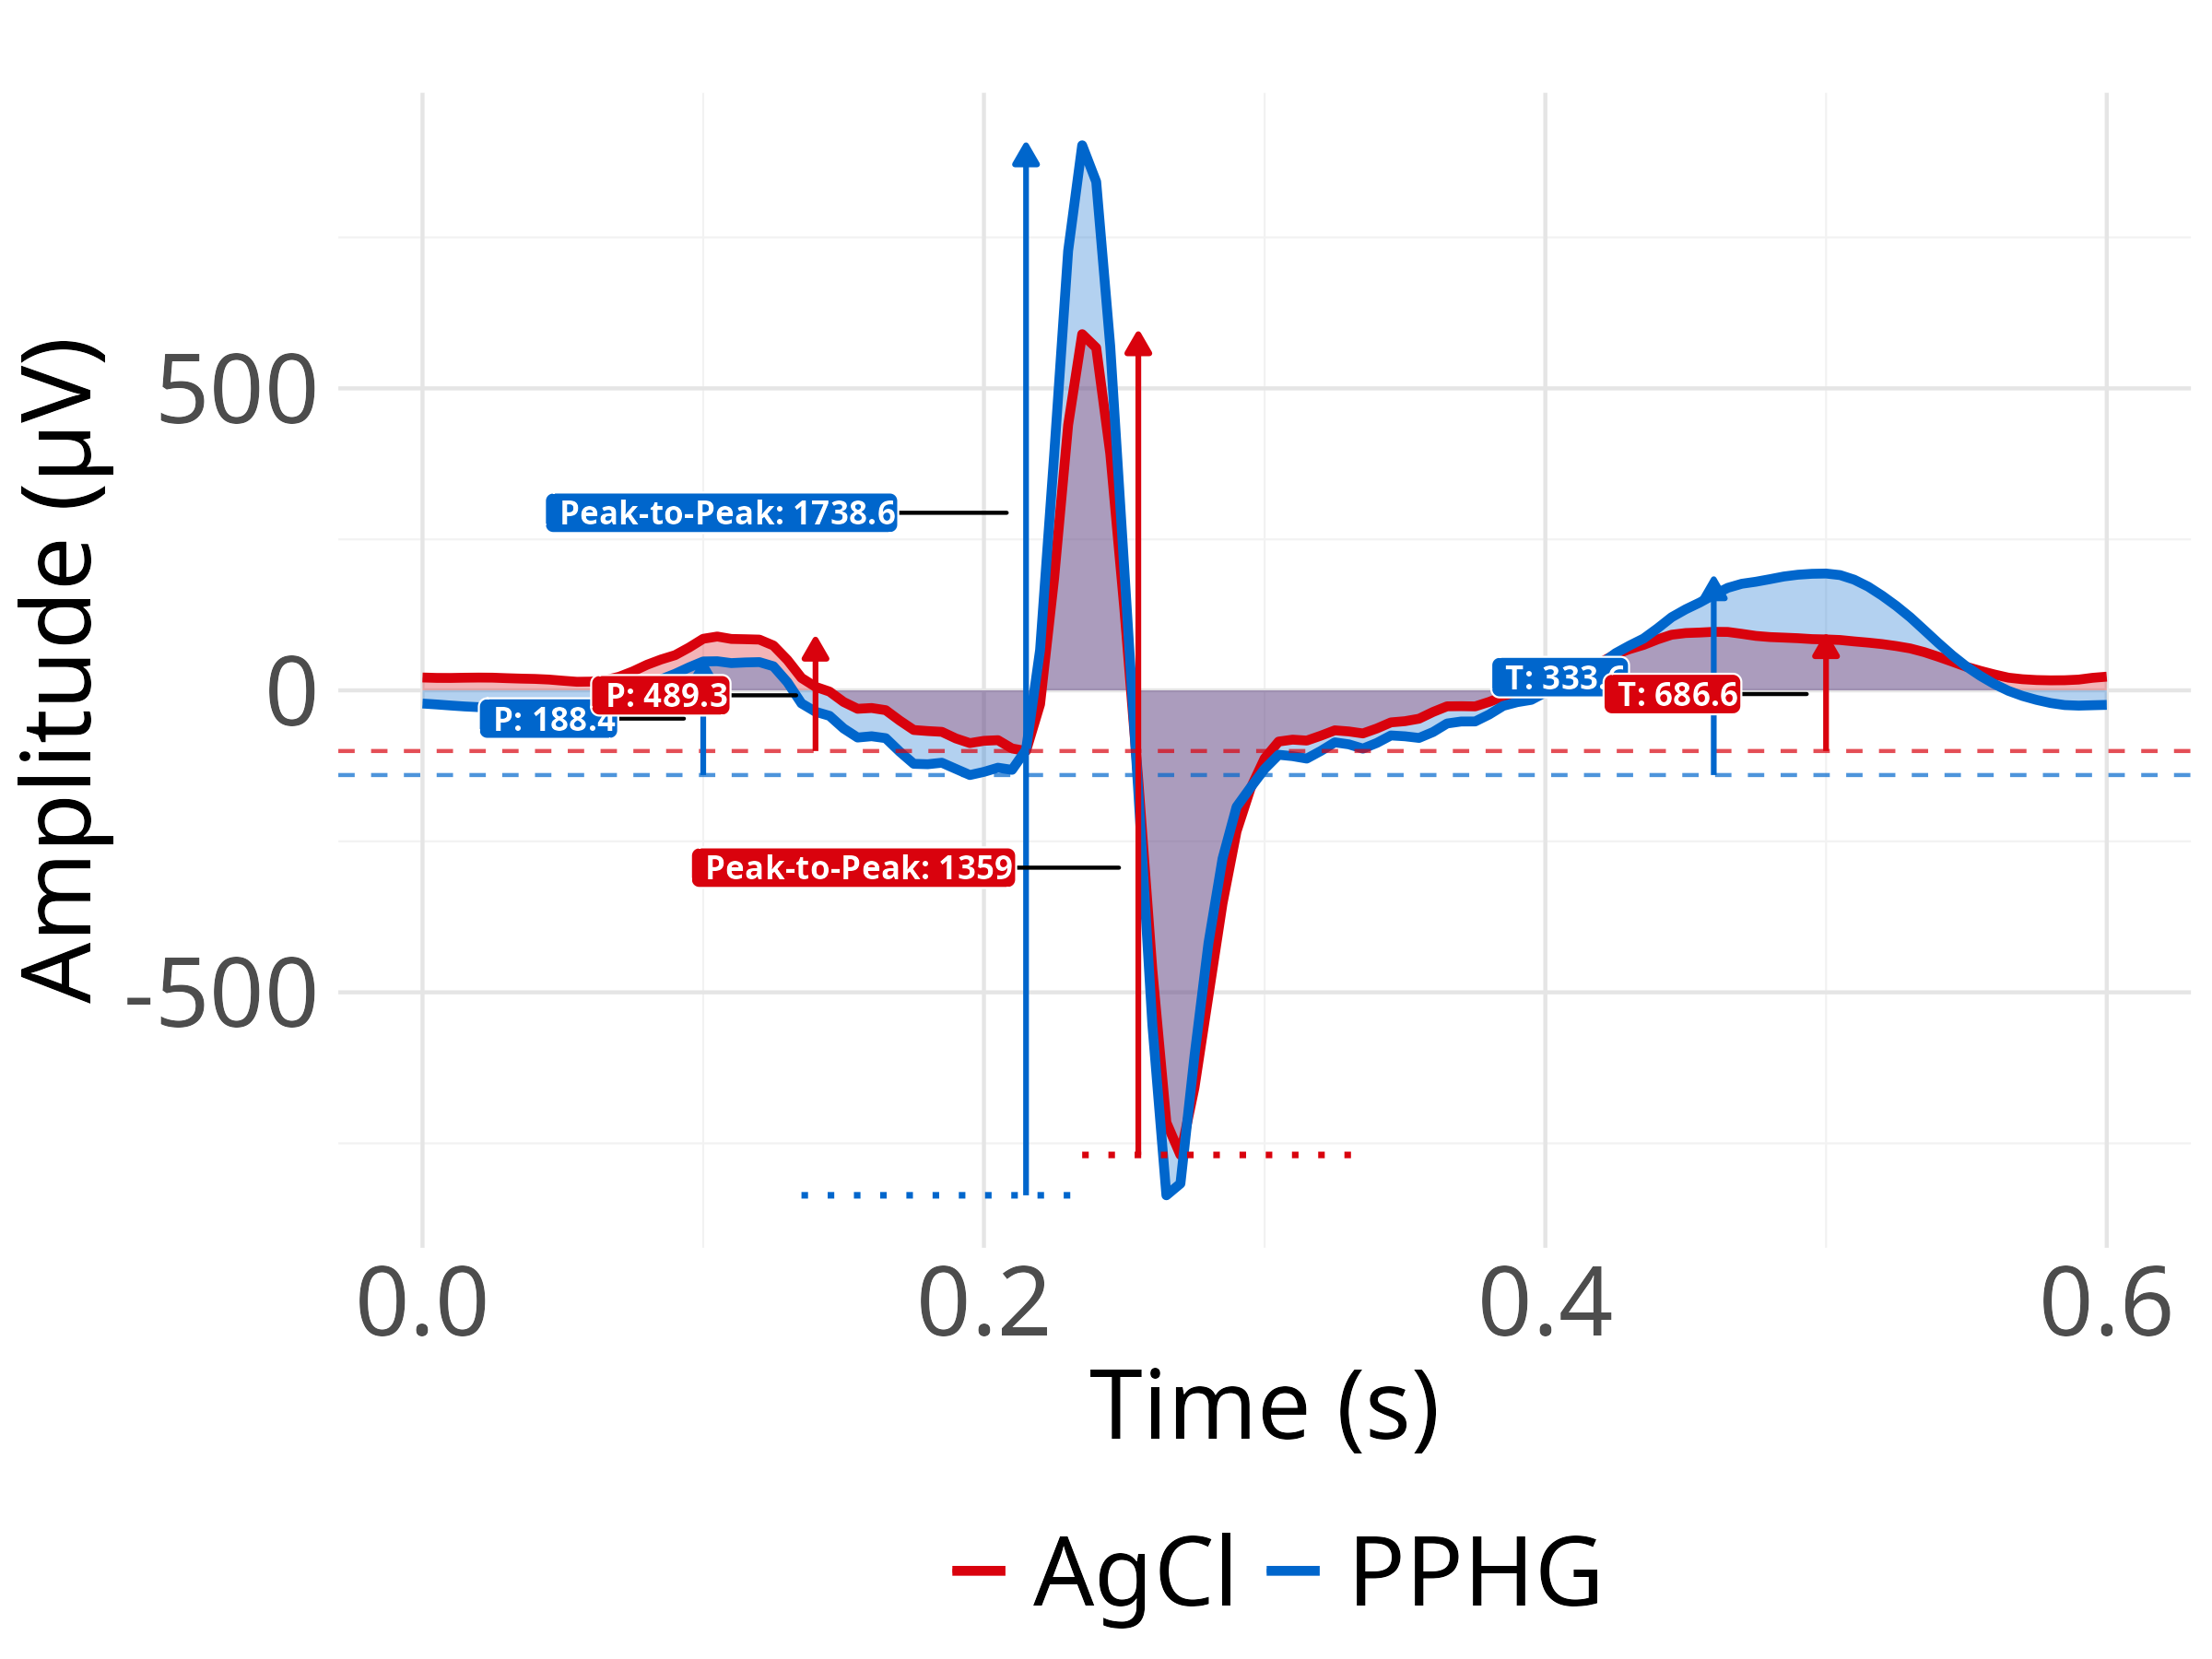 Amplitude (µV)
500
0
-500
Peak-to-Peak: 1738.6
P: 188.4
P: 489.3
T: 333.6
T: 686.6
Peak-to-Peak: 1359
0.0
0.2
0.4
0.6
Time (s)
AgCl
PPHG